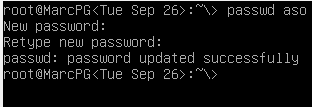 root@MarcPG<Tue Sep 26>:~\> passwd aso
New password:
Retype new password:
passwd: password updated successfully
root@MarcPG<Tue Sep 26>:~\>